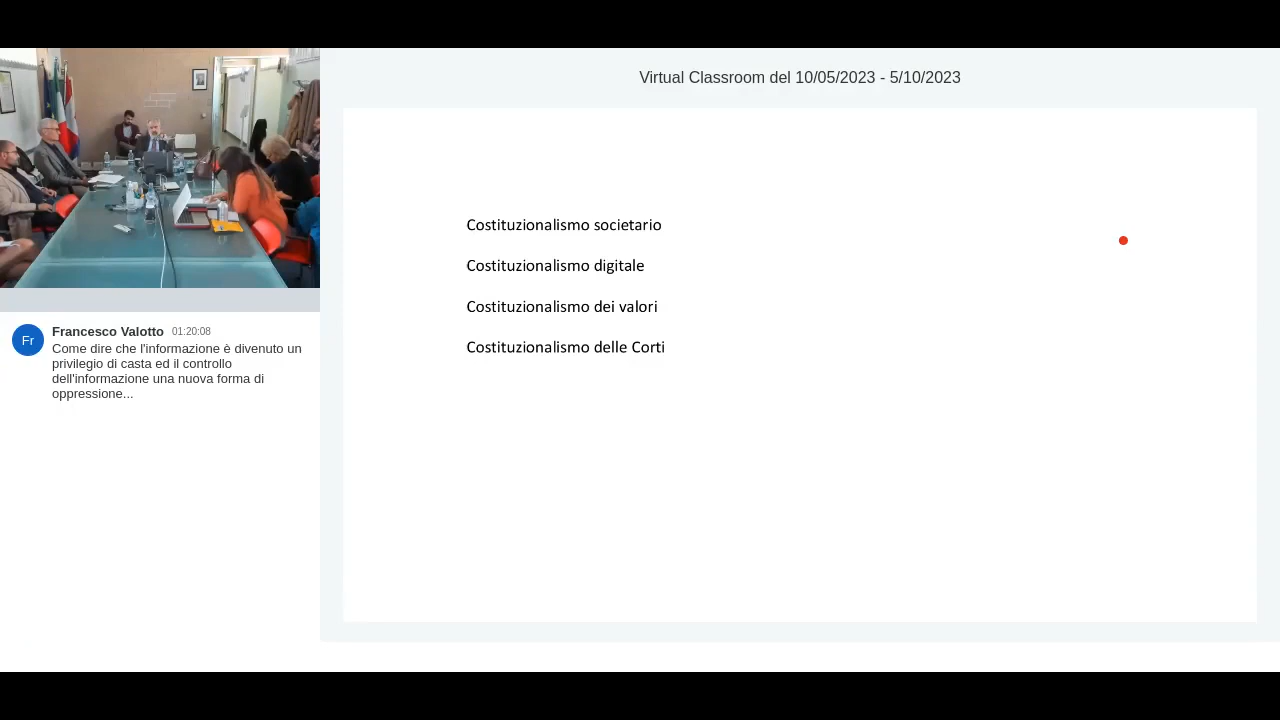 Virtual Classroom del 10/05/2023 - 5/10/2023
Costituzionalismo societario
Costituzionalismo digitale
Costituzionalismo dei valori
Costituzionalismo delle Corti
Fr
Francesco Valotto 01:20:08
Come dire che l'informazione è divenuto un
privilegio di casta ed il controllo
dell'informazione una nuova forma di
oppressione...